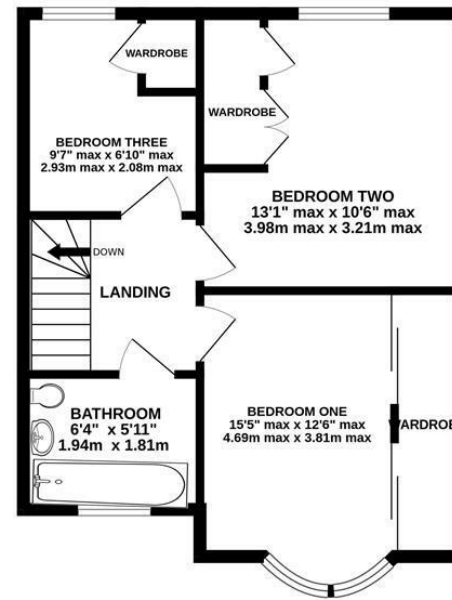 WARDROBE
BEDROOM THREE
9'7" max x 6'10" max
2.93m max x 2.08m max
WARDROBE
BEDROOM TWO
13'1" max x 10'6" max
3.98m max x 3.21m max
DOWN
LANDING
BATHROOM
6'4" x 5'11"
1.94m x 1.81m
BEDROOM ONE
15'5" max x 12'6" max
4.69m max x 3.81m max
WARDROBE